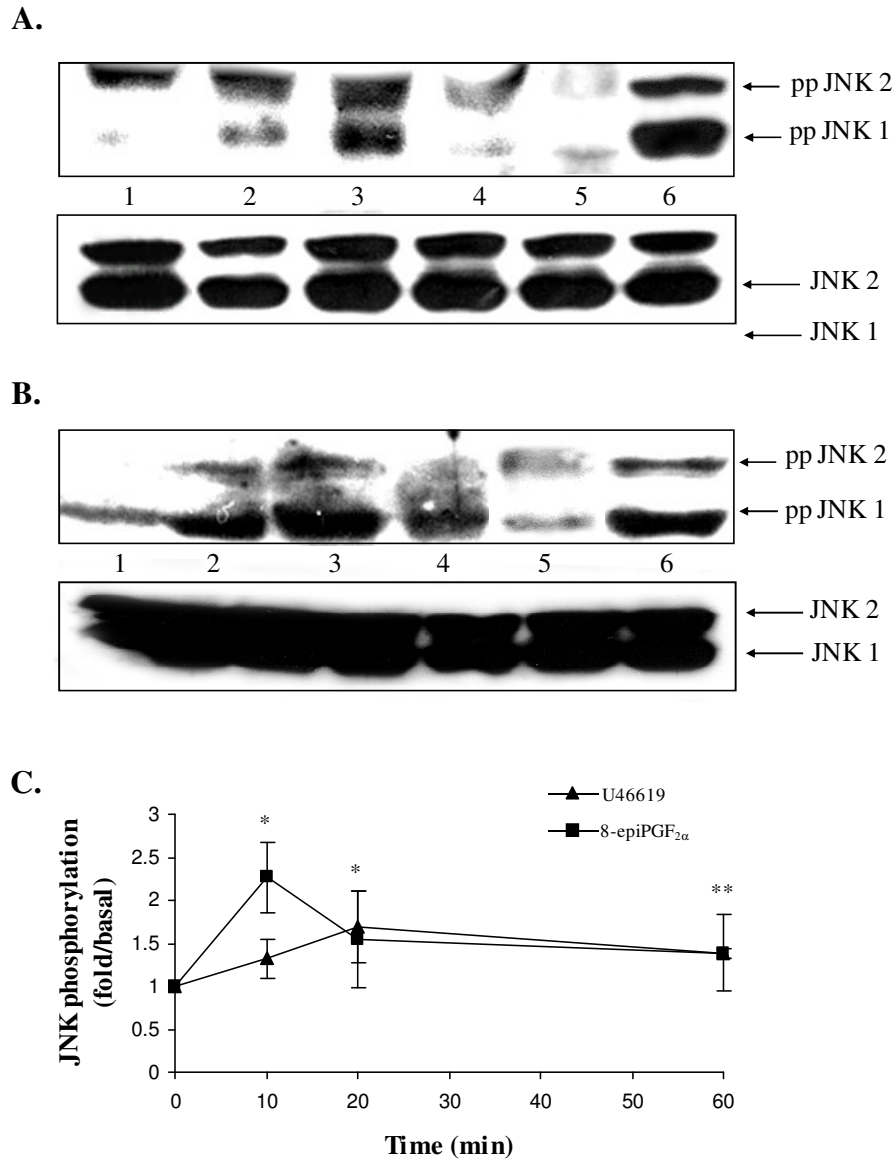 A.
pp JNK 2
pp JNK 1
1 2 3 4 5 6
JNK 2
JNK 1
B.
pp JNK 2
pp JNK 1
1 2 3 4 5 6
JNK 2
JNK 1
C.
U46619
8-epiPGF2α
JNK phosphorylation
(fold/basal)
3
2.5
2
1.5
1
0.5
0
*
*
**
0 10 20 30 40 50 60
Time (min)